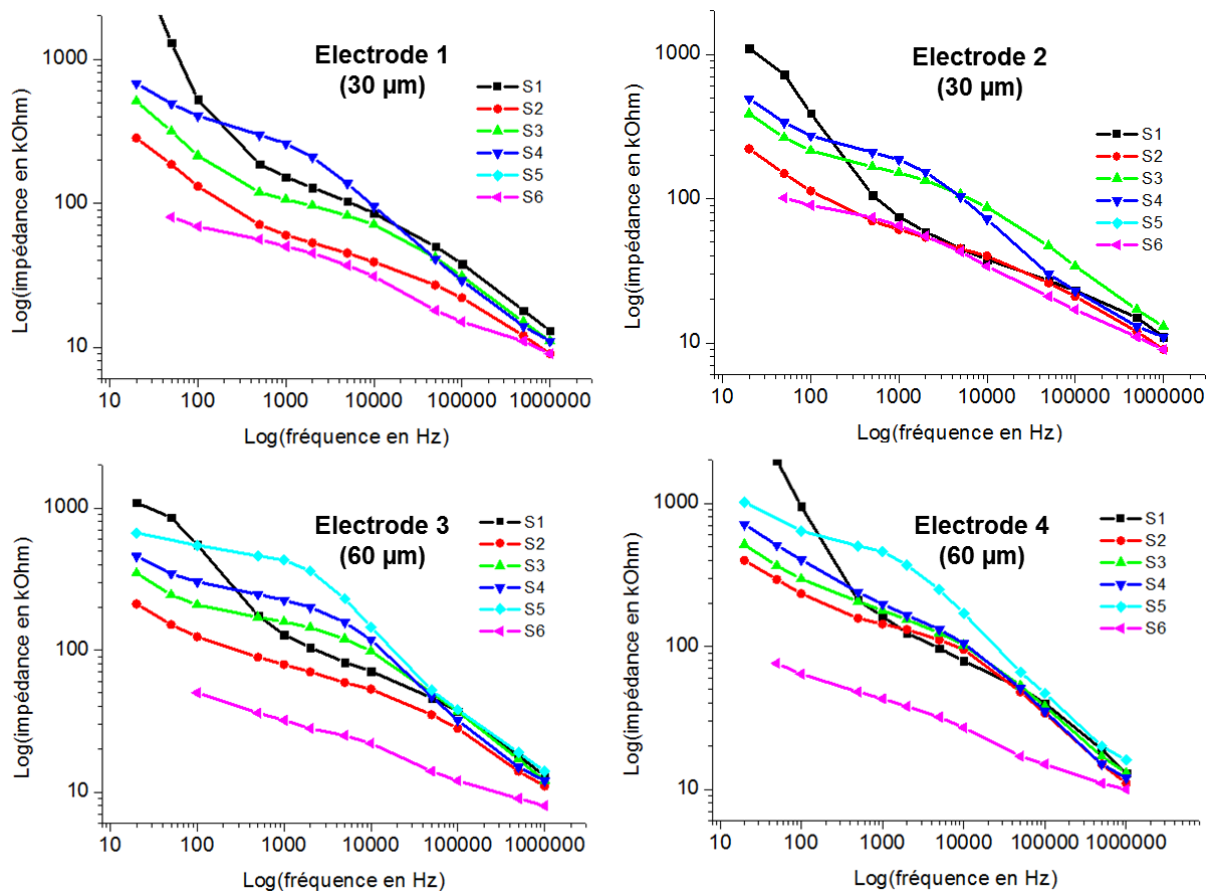 Electrode 1
(30 µm)
S1
S2
S3
S4
S5
S6
Log(impédance en kOhm)
1000
100
10
10
100
1000
10000
100000
1000000
Log(fréquence en Hz)
Electrode 2
(30 µm)
S1
S2
S3
S4
S5
S6
Log(impédance en kOhm)
1000
100
10
10
100
1000
10000
100000
1000000
Log(fréquence en Hz)
Electrode 3
(60 µm)
S1
S2
S3
S4
S5
S6
Log(impédance en kOhm)
1000
100
10
10
100
1000
10000
100000
1000000
Log(fréquence en Hz)
Electrode 4
(60 µm)
S1
S2
S3
S4
S5
S6
Log(impédance en kOhm)
1000
100
10
10
100
1000
10000
100000
1000000
Log(fréquence en Hz)